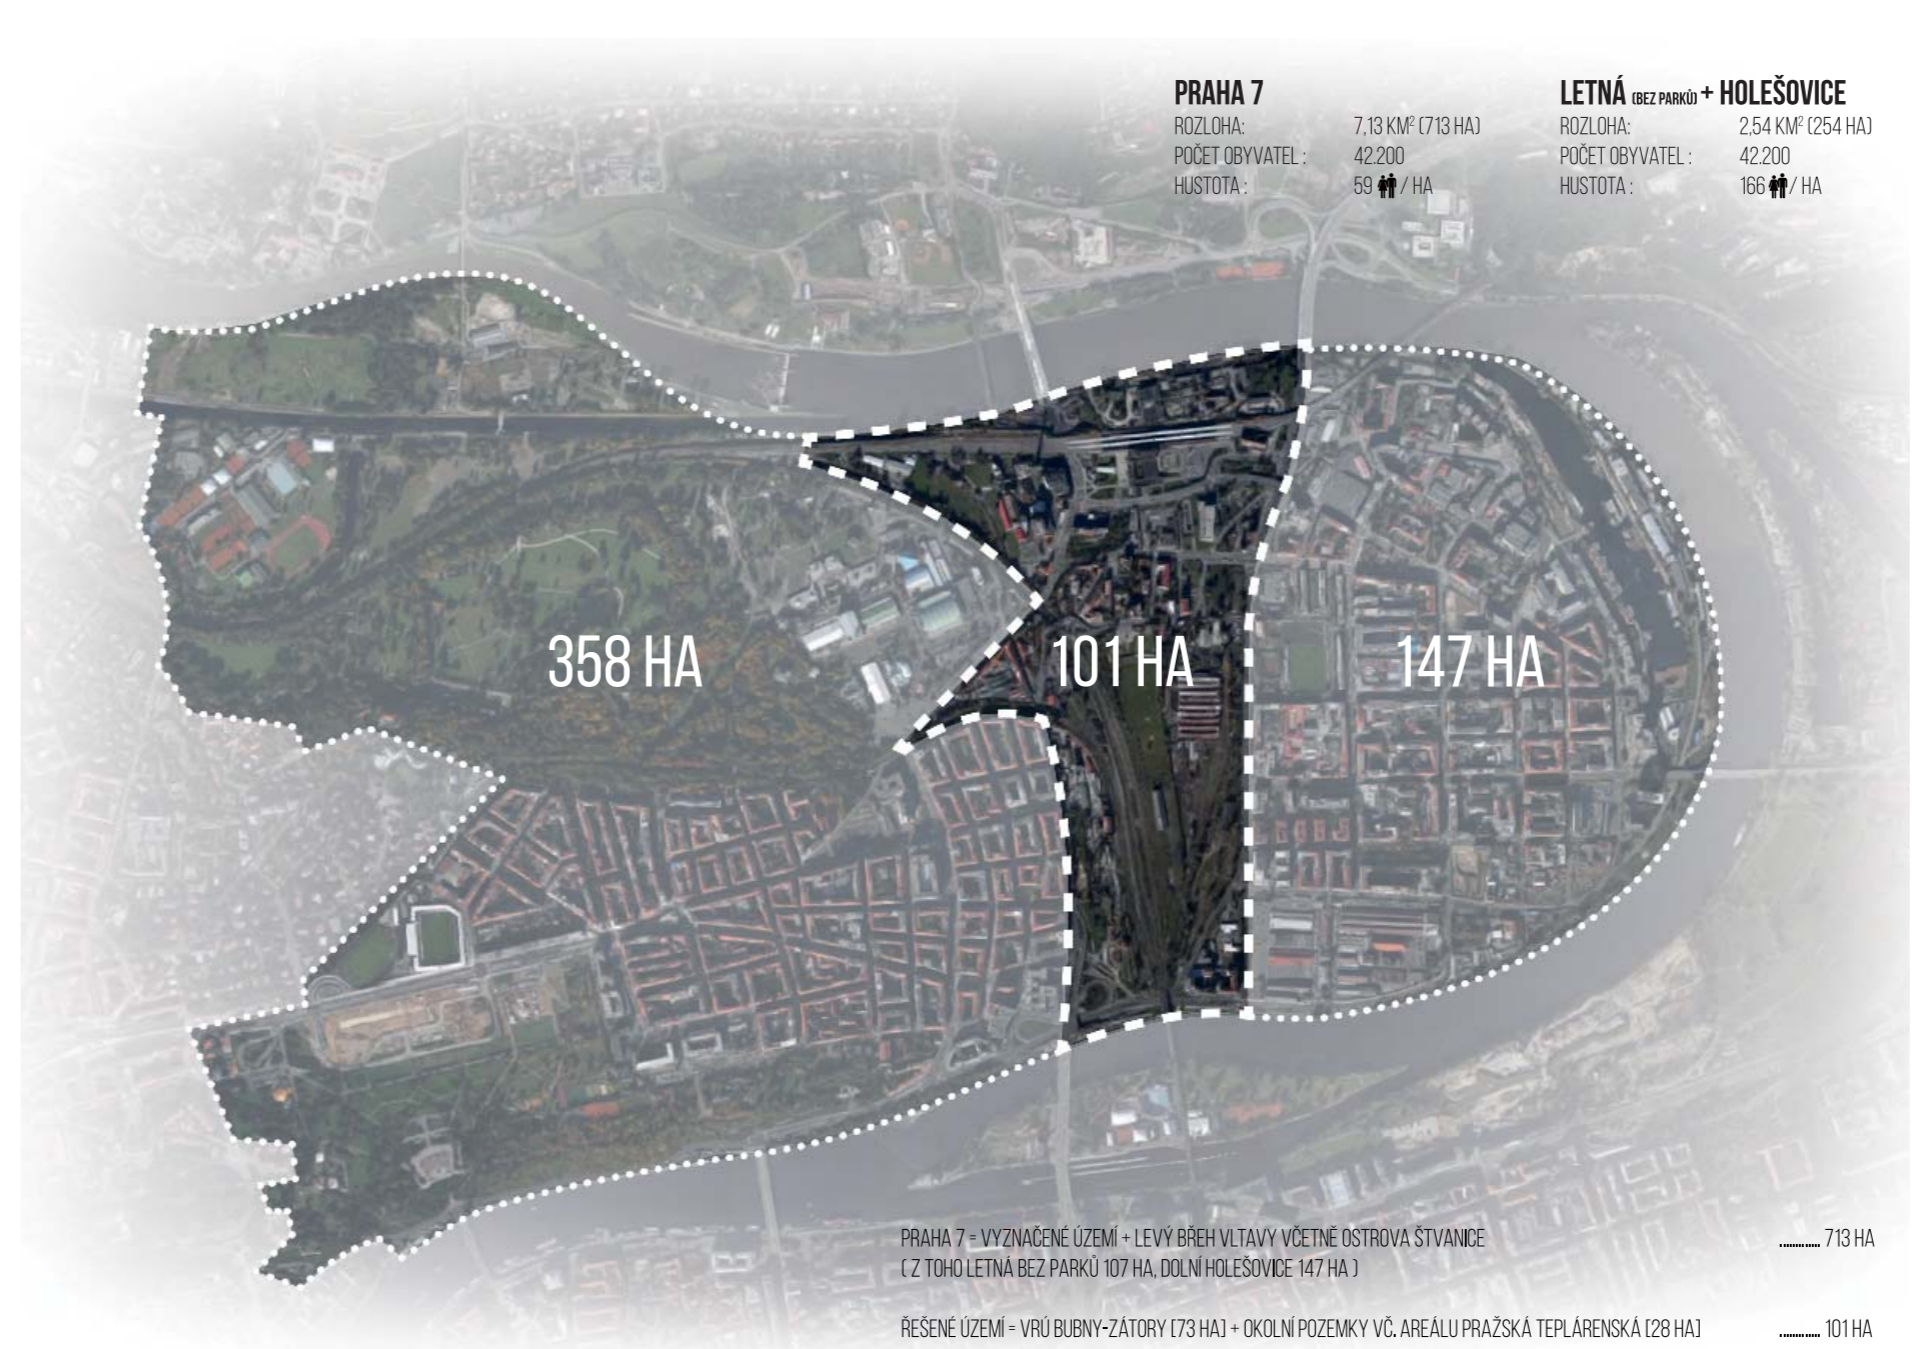 PRAHA 7
ROZLOHA: 7,13 KM² (713 HA)
POČET OBYVATEL : 42.200
HUSTOTA : 59 / HA
LETNÁ (BEZ PARKŮ) + HOLEŠOVICE
ROZLOHA: 2,54 KM² (254 HA)
POČET OBYVATEL : 42.200
HUSTOTA : 166 / HA
358 HA
101 HA
147 HA
PRAHA 7 = VYZNAČENÉ ÚZEMÍ + LEVÝ BŘEH VLTAVY VČETNĚ OSTROVA ŠTVANICE ............ 713 HA
( Z TOHO LETNÁ BEZ PARKŮ 107 HA, DOLNÍ HOLEŠOVICE 147 HA )
ŘEŠENÉ ÚZEMÍ = VRÚ BUBNY-ZÁTORY [73 HA] + OKOLNÍ POZEMKY VČ. AREÁLU PRAŽSKÁ TEPLÁRENSKÁ [28 HA] ............ 101 HA